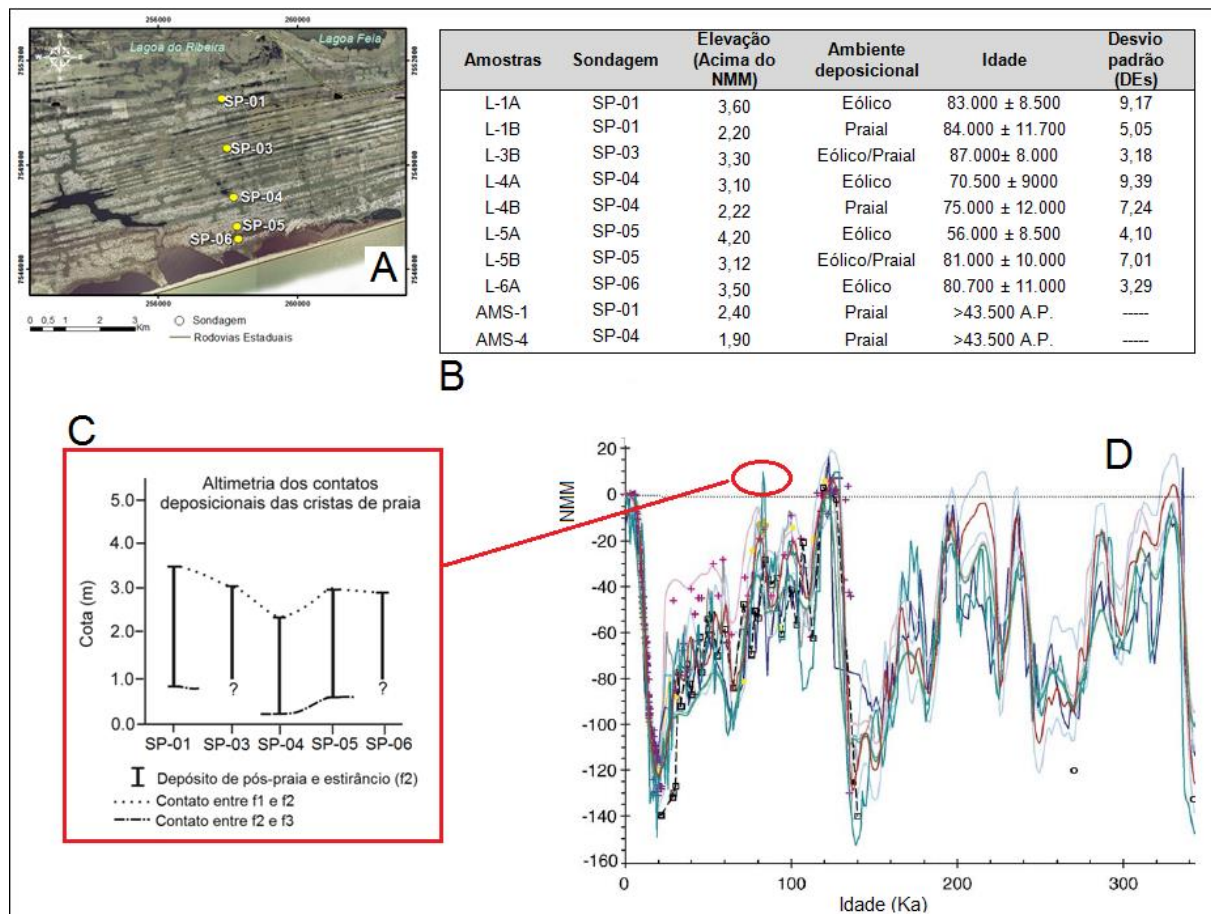 256000 260000
Lagoa do Ribeira
Lagoa Feia
7552000
7552000
SP-01
SP-03
7549000
7549000
SP-04
SP-05
SP-06
A
7546000
7546000
256000 260000
0 0.5 1 2 3
Km
Sondagem
Rodovias Estaduais
Amostras Sondagem Elevação (Acima do NMM) Ambiente deposicional Idade Desvio padrão (DEs)
L-1A SP-01 3,60 Eólico 83.000 ± 8.500 9,17
L-1B SP-01 2,20 Praial 84.000 ± 11.700 5,05
L-3B SP-03 3,30 Eólico/Praial 87.000± 8.000 3,18
L-4A SP-04 3,10 Eólico 70.500 ± 9000 9,39
L-4B SP-04 2,22 Praial 75.000 ± 12.000 7,24
L-5A SP-05 4,20 Eólico 56.000 ± 8.500 4,10
L-5B SP-05 3,12 Eólico/Praial 81.000 ± 10.000 7,01
L-6A SP-06 3,50 Eólico 80.700 ± 11.000 3,29
AMS-1 SP-01 2,40 Praial >43.500 A.P. -----
AMS-4 SP-04 1,90 Praial >43.500 A.P. -----
B
C
Altimetria dos contatos
deposicionais das cristas de praia
Cota (m)
5.0
4.0
3.0
2.0
1.0
0.0
? ?
SP-01 SP-03 SP-04 SP-05 SP-06
Depósito de pós-praia e estirâncio (f2)
Contato entre f1 e f2
Contato entre f2 e f3
D
NMM
20
0
-20
-40
-60
-80
-100
-120
-140
-160
0 100 200 300
Idade (Ka)